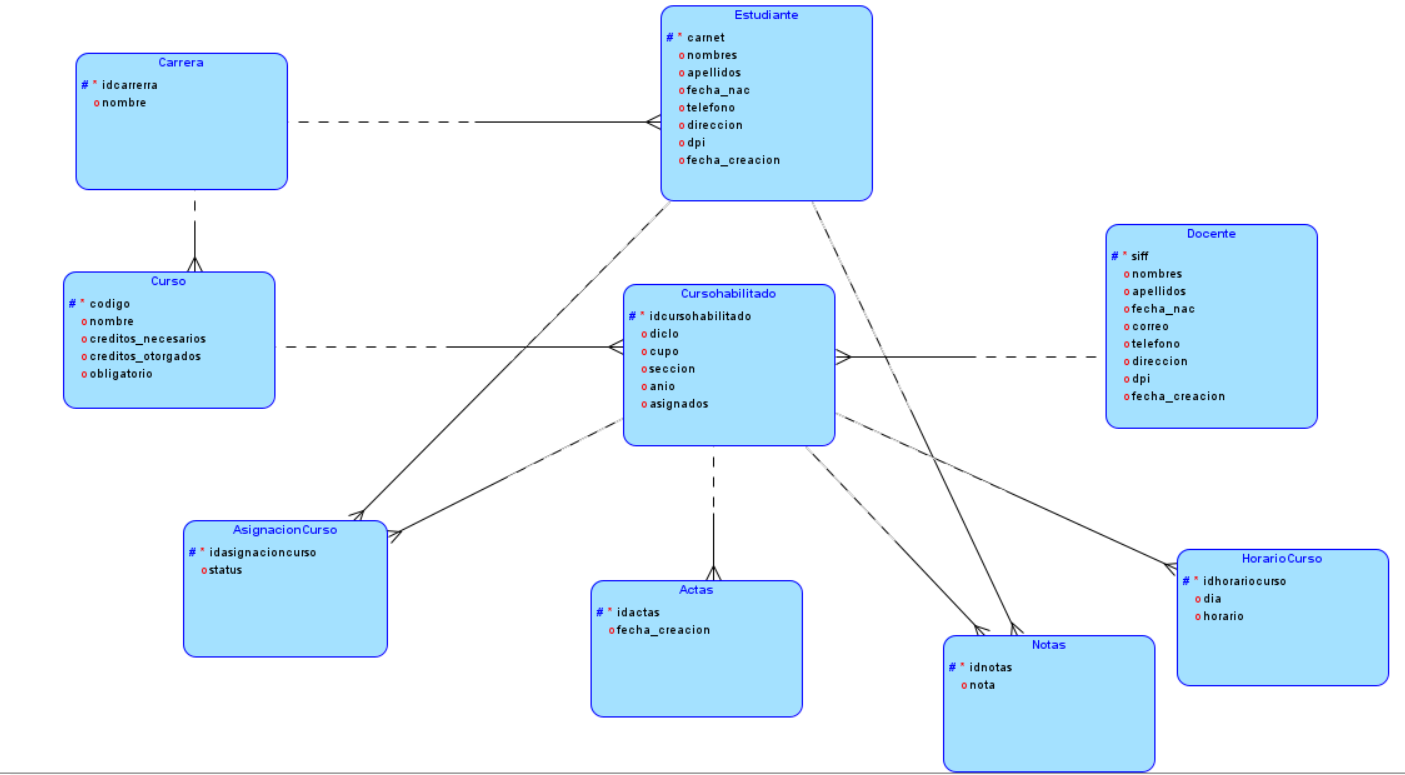 Estudiante
# * carnet
o nombres
o apellidos
o fecha_nac
o telefono
o direccion
o dpi
o fecha_creacion
Carrera
# * idcarrerra
o nombre
Docente
# * siff
o nombres
o apellidos
o fecha_nac
o correo
o telefono
o direccion
o dpi
o fecha_creacion
Curso
# * codigo
o nombre
o creditos_necesarios
o creditos_otorgados
o obligatorio
Cursohabilitado
# * idcursohabilitado
o diclo
o cupo
o seccion
o anio
o asignados
AsignacionCurso
# * idasignacioncurso
o status
Actas
# * idactas
o fecha_creacion
HorarioCurso
# * idhorariocurso
o dia
o horario
Notas
# * idnotas
o nota